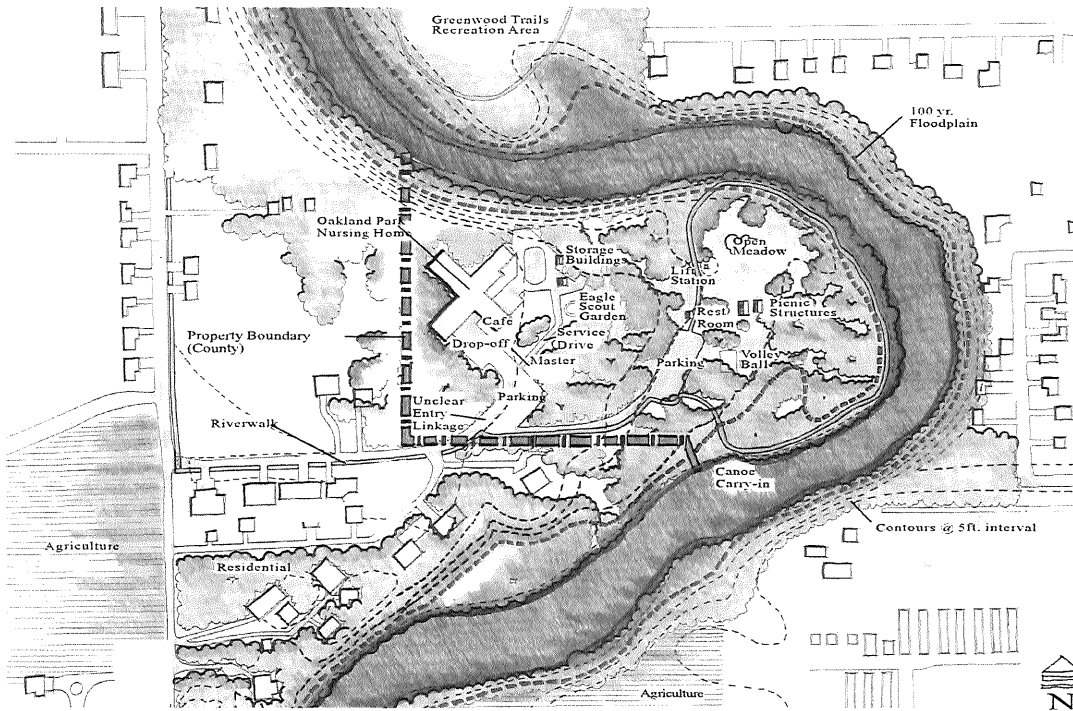 Greenwood Trails
Recreation Area
100 yr.
Floodplain
Oakland Park
Nursing Home
Storage
Buildings
Open
Meadow
Lift
Station
Eagle
Scout
Garden
Rest
Room
Picnic
Structures
Cafe
Service
Drive
Drop-off
Master
Parking
Volley
Ball
Property Boundary
(County)
Parking
Unclear
Entry
Linkage
Riverwalk
Canoe
Carry-in
Contours @ 5ft. interval
Agriculture
Residential
Agriculture
N